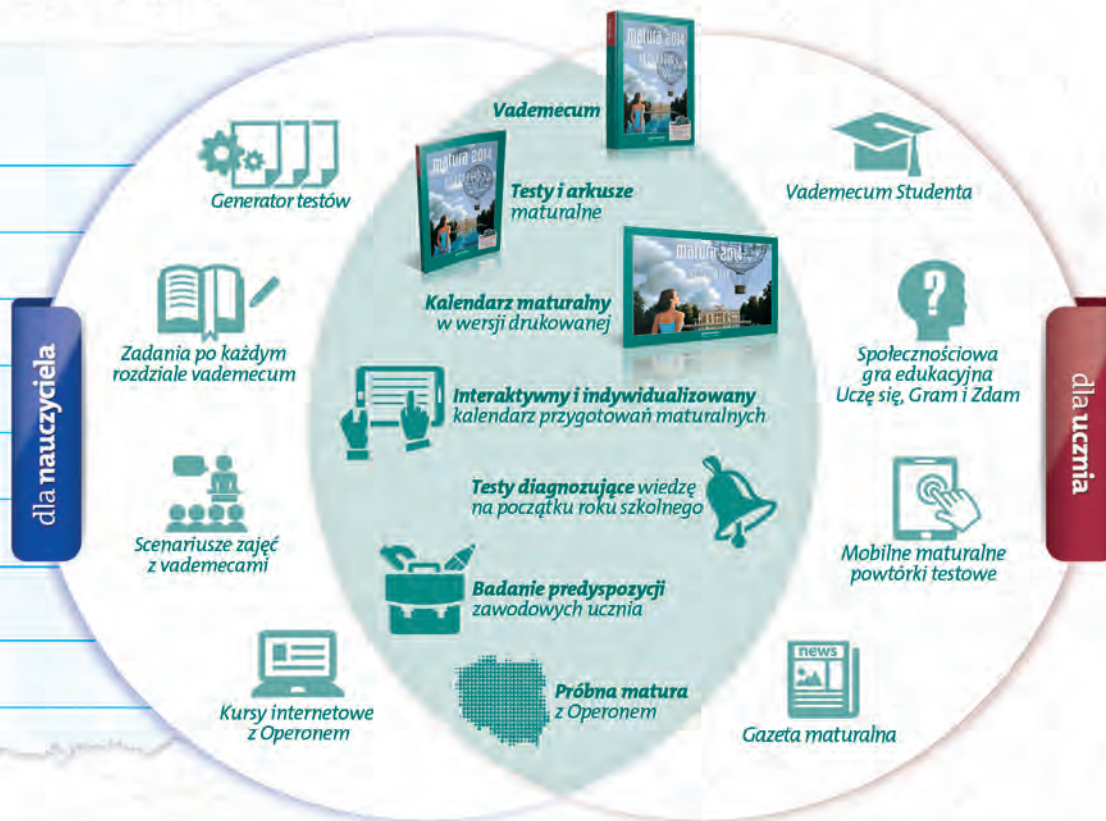 dla nauczyciela
Generator testów
Zadania po każdym
rozdziale vademecum
Scenariusze zajęć
z vademecami
Kursy internetowe
z Operonem
Vademecum
matura 2014
Testy i arkusze
maturalne
matura 2014
Kalendarz maturalny
w wersji drukowanej
matura 2014
Interaktywny i indywidualizowany
kalendarz przygotowań maturalnych
Testy diagnozujące wiedzę
na początku roku szkolnego
Badanie predyspozycji
zawodowych ucznia
Próbna matura
z Operonem
Vademecum Studenta
?
Społecznościowa
gra edukacyjna
Uczę się, Gram i Zdam
Mobilne maturalne
powtórki testowe
news
Gazeta maturalna
dla ucznia